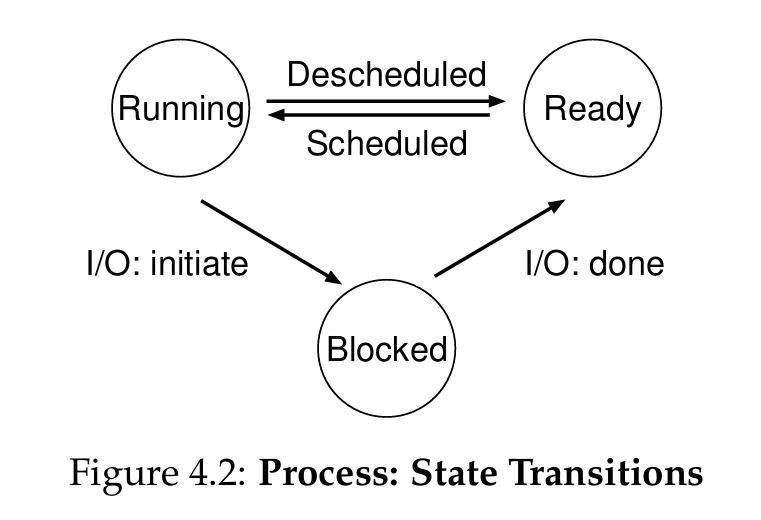 Descheduled
Running
Ready
Scheduled
I/O: initiate
I/O: done
Blocked
Figure 4.2: Process: State Transitions